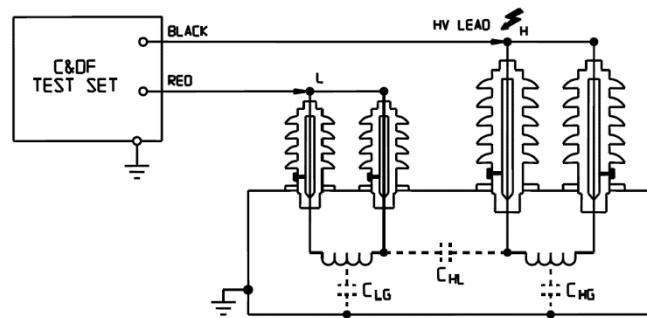 BLACK
HV LEAD
H
C&DF
TEST SET
RED
L
CHL
CLG
CHG